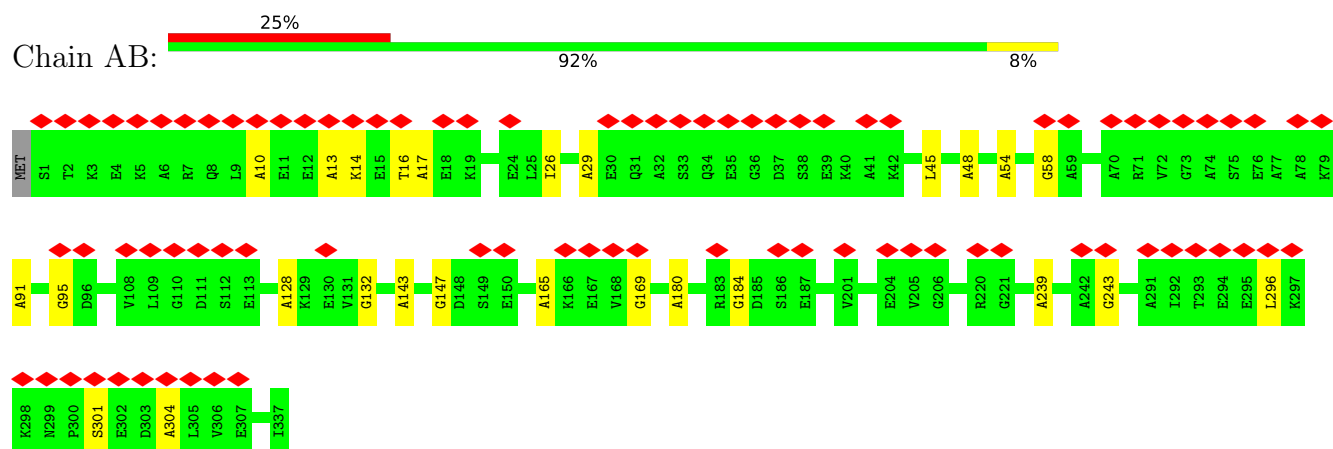 25%
Chain AB:
92% 8%
MET S1 T2 K3 E4 K5 A6 R7 Q8 L9 A10 E11 E12 A13 K14 E15 T16 A17 E18 K19 E24 L25 I26 A29 E30 Q31 A32 S33 Q34 E35 G36 D37 S38 E39 K40 A41 K42 L45 A48 A54 G58 A59 A70 R71 V72 G73 A74 S75 E76 A77 A78 K79
A91 G95 D96 V108 L109 G110 D111 S112 E113 A128 K129 E130 V131 G132 A143 G147 D148 S149 E150 A165 K166 E167 V168 G169 A180 R183 G184 D185 S186 E187 V201 E204 V205 G206 R220 G221 A239 A242 G243 A291 I292 T293 E294 E295 L296 K297
K298 N299 P300 S301 E302 D303 A304 L305 V306 E307 I337